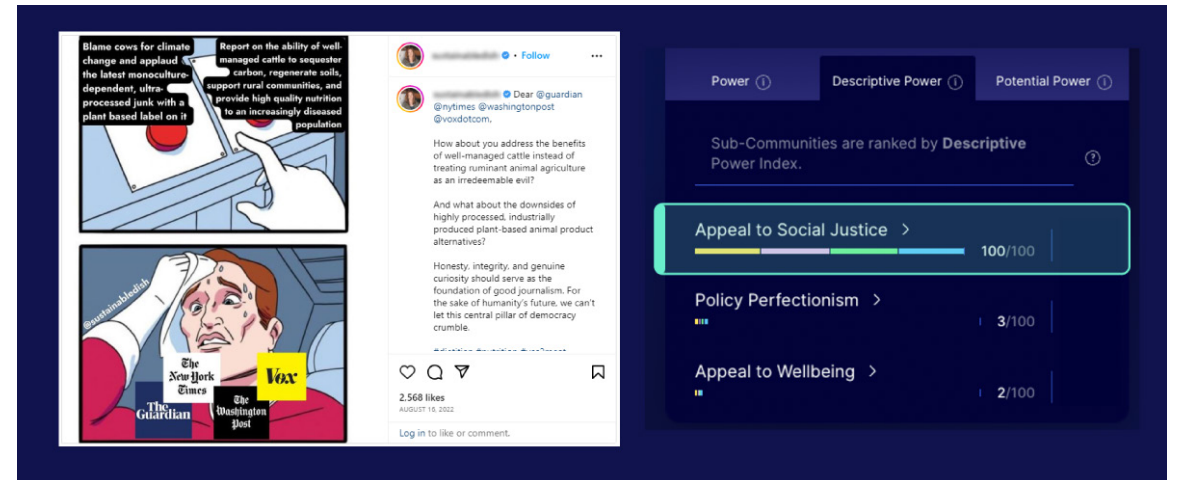 Blame cows for climate
change and applaud
the latest monoculture-
dependent, ultra-
processed junk with a
plant based label on it
Report on the ability of well-
managed cattle to sequester
carbon, regenerate soils,
support rural communities, and
provide high quality nutrition
to an increasingly diseased
population
@sustainabledish
The
New York
Times
Vox
The
Guardian
The
Washington
Post
• Follow
Dear @guardian
@nytimes @washingtonpost
@voxdotcom,
How about you address the benefits
of well-managed cattle instead of
treating ruminant animal agriculture
as an irredeemable evil?
And what about the downsides of
highly processed, industrially
produced plant-based animal product
alternatives?
Honesty, integrity, and genuine
curiosity should serve as the
foundation of good journalism. For
the sake of humanity's future, we can't
let this central pillar of democracy
crumble.
2.568 likes
AUGUST 16, 2022
Log in to like or comment.
Power
Descriptive Power
Potential Power
Sub-Communities are ranked by Descriptive
Power Index.
Appeal to Social Justice >
100/100
Policy Perfectionism >
3/100
Appeal to Wellbeing >
2/100